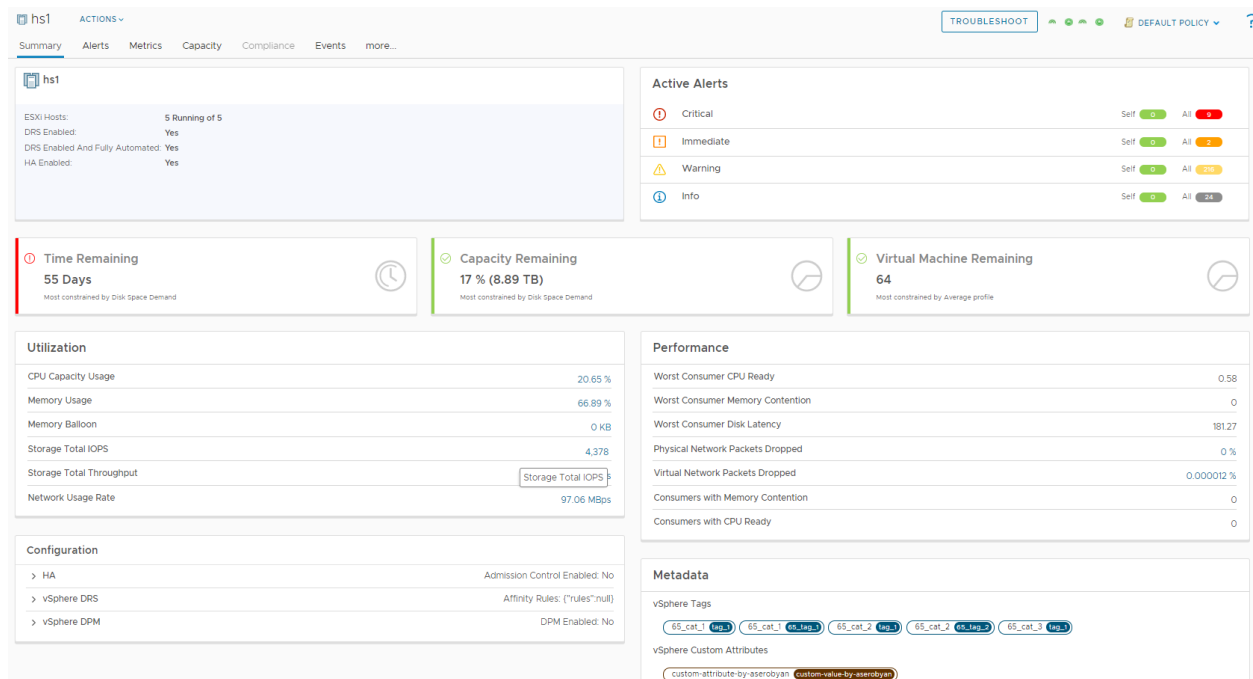 hs1 ACTIONS TROUBLESHOOT DEFAULT POLICY ?
Summary Alerts Metrics Capacity Compliance Events more...
hs1
ESXi Hosts: 5 Running of 5
DRS Enabled: Yes
DRS Enabled And Fully Automated: Yes
HA Enabled: Yes
Active Alerts
Critical Self 0 All 9
Immediate Self 0 All 2
Warning Self 0 All
Info Self 0 All 24
Time Remaining
55 Days
Most constrained by Disk Space Demand
Capacity Remaining
17 % (8.89 TB)
Most constrained by Disk Space Demand
Virtual Machine Remaining
64
Most constrained by Average profile
Utilization
CPU Capacity Usage 20.65 %
Memory Usage 66.89 %
Memory Balloon 0 KB
Storage Total IOPS 4,378
Storage Total Throughput
Storage Total IOPS s
Network Usage Rate 97.06 MBps
Performance
Worst Consumer CPU Ready 0.58
Worst Consumer Memory Contention 0
Worst Consumer Disk Latency 181.27
Physical Network Packets Dropped 0 %
Virtual Network Packets Dropped 0.000012 %
Consumers with Memory Contention 0
Consumers with CPU Ready 0
Configuration
HA Admission Control Enabled: No
vSphere DRS Affinity Rules: {"rules":null}
vSphere DPM DPM Enabled: No
Metadata
vSphere Tags
65_cat_1 tag_1 65_cat_1 65_tag_1 65_cat_2 tag_1 65_cat_2 65_tag_2 65_cat_3 tag_1
vSphere Custom Attributes
custom-attribute-by-aserobyan custom-value-by-aserobyan